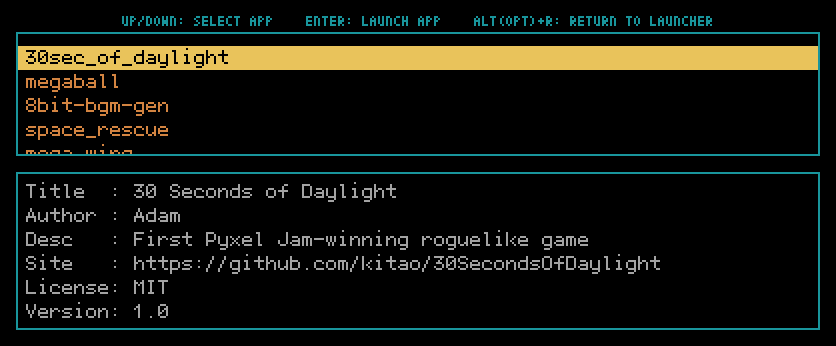 UP/DOWN: SELECT APP    ENTER: LAUNCH APP    ALT(OPT)+R: RETURN TO LAUNCHER
30sec_of_daylight
megaball
8bit-bgm-gen
space_rescue
mega_wing
Title  : 30 Seconds of Daylight
Author : Adam
Desc   : First Pyxel Jam-winning roguelike game
Site   : https://github.com/kitao/30SecondsOfDaylight
License: MIT
Version: 1.0